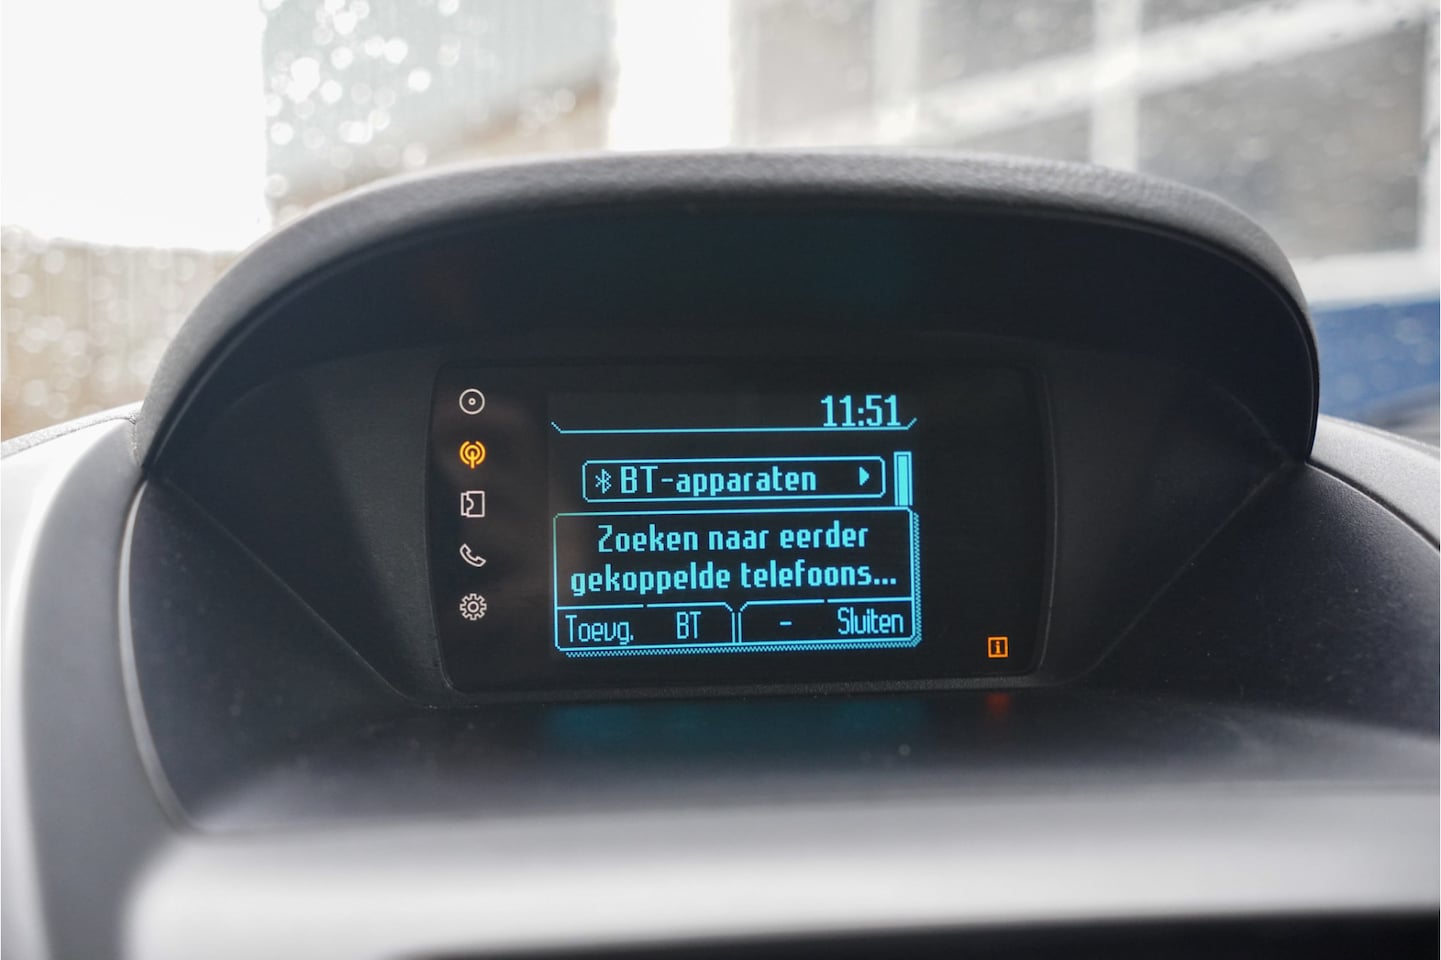 11:51
BT-apparaten
Zoeken naar eerder
gekoppelde telefoons...
Toevg. BT - Sluiten
i